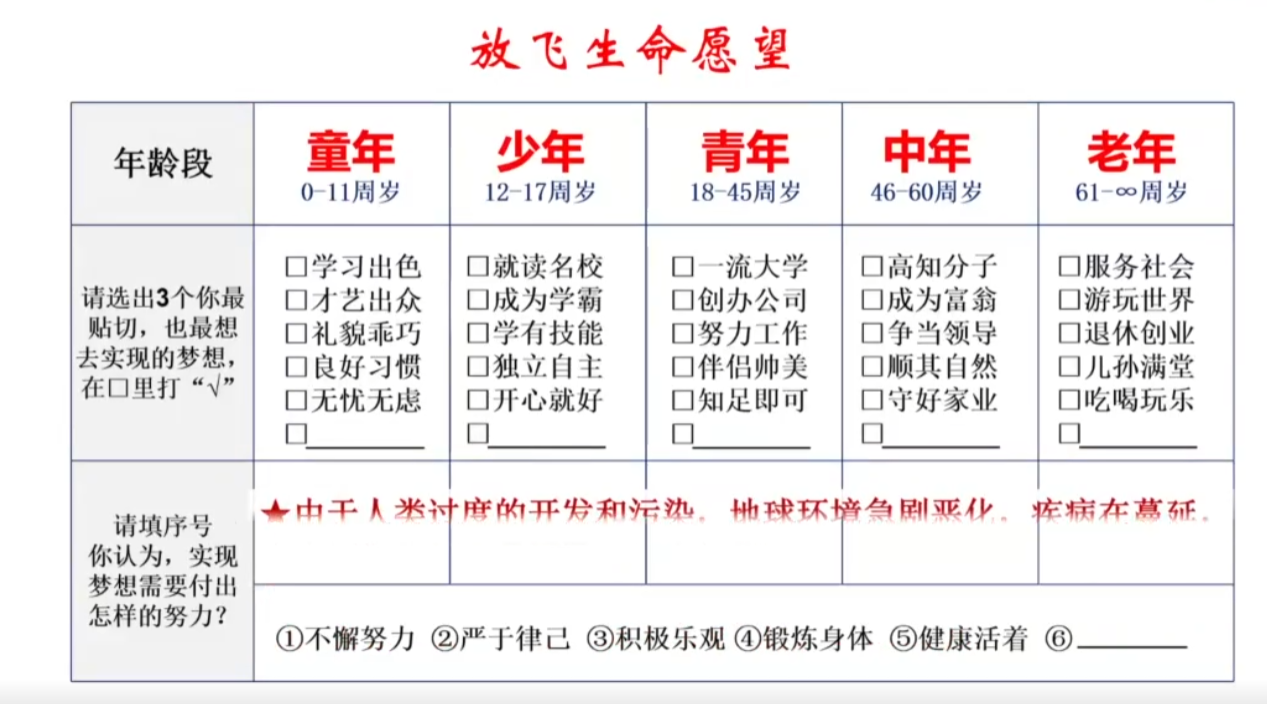 放飞生命愿望
年龄段
童年
0-11周岁
少年
12-17周岁
青年
18-45周岁
中年
46-60周岁
老年
61-∞周岁
请选出3个你最
贴切，也最想
去实现的梦想，
在□里打“√”
□学习出色
□才艺出众
□礼貌乖巧
□良好习惯
□无忧无虑
□________
□就读名校
□成为学霸
□学有技能
□独立自主
□开心就好
□________
□一流大学
□创办公司
□努力工作
□伴侣帅美
□知足即可
□________
□高知分子
□成为富翁
□争当领导
□顺其自然
□守好家业
□________
□服务社会
□游玩世界
□退休创业
□儿孙满堂
□吃喝玩乐
□________
请填序号
你认为，实现
梦想需要付出
怎样的努力？
★由于人类过度的开发和污染，地球环境急剧恶化，疾病在蔓延，
①不懈努力 ②严于律己 ③积极乐观 ④锻炼身体 ⑤健康活着 ⑥________